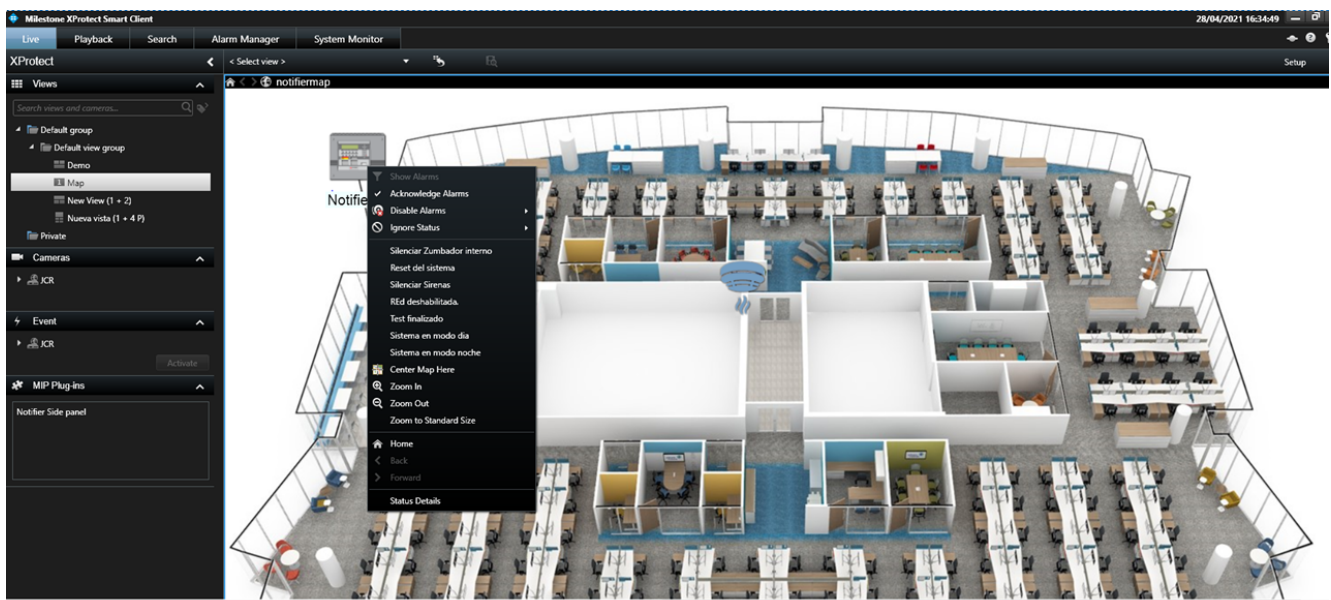 Milestone XProtect Smart Client
28/04/2021 16:34:49
Live
Playback
Search
Alarm Manager
System Monitor
XProtect
< Select view >
Setup
Views
notifiermap
Search views and cameras...
Default group
Default view group
Demo
Map
New View (1 + 2)
Nueva vista (1 + 4 P)
Private
Cameras
JCR
Event
JCR
Activate
MIP Plug-ins
Notifier Side panel
Notifie
Show Alarms
Acknowledge Alarms
Disable Alarms
Ignore Status
Silenciar Zumbador interno
Reset del sistema
Silenciar Sirenas
REd deshabilitada.
Test finalizado
Sistema en modo dia
Sistema en modo noche
Center Map Here
Zoom In
Zoom Out
Zoom to Standard Size
Home
Back
Forward
Status Details